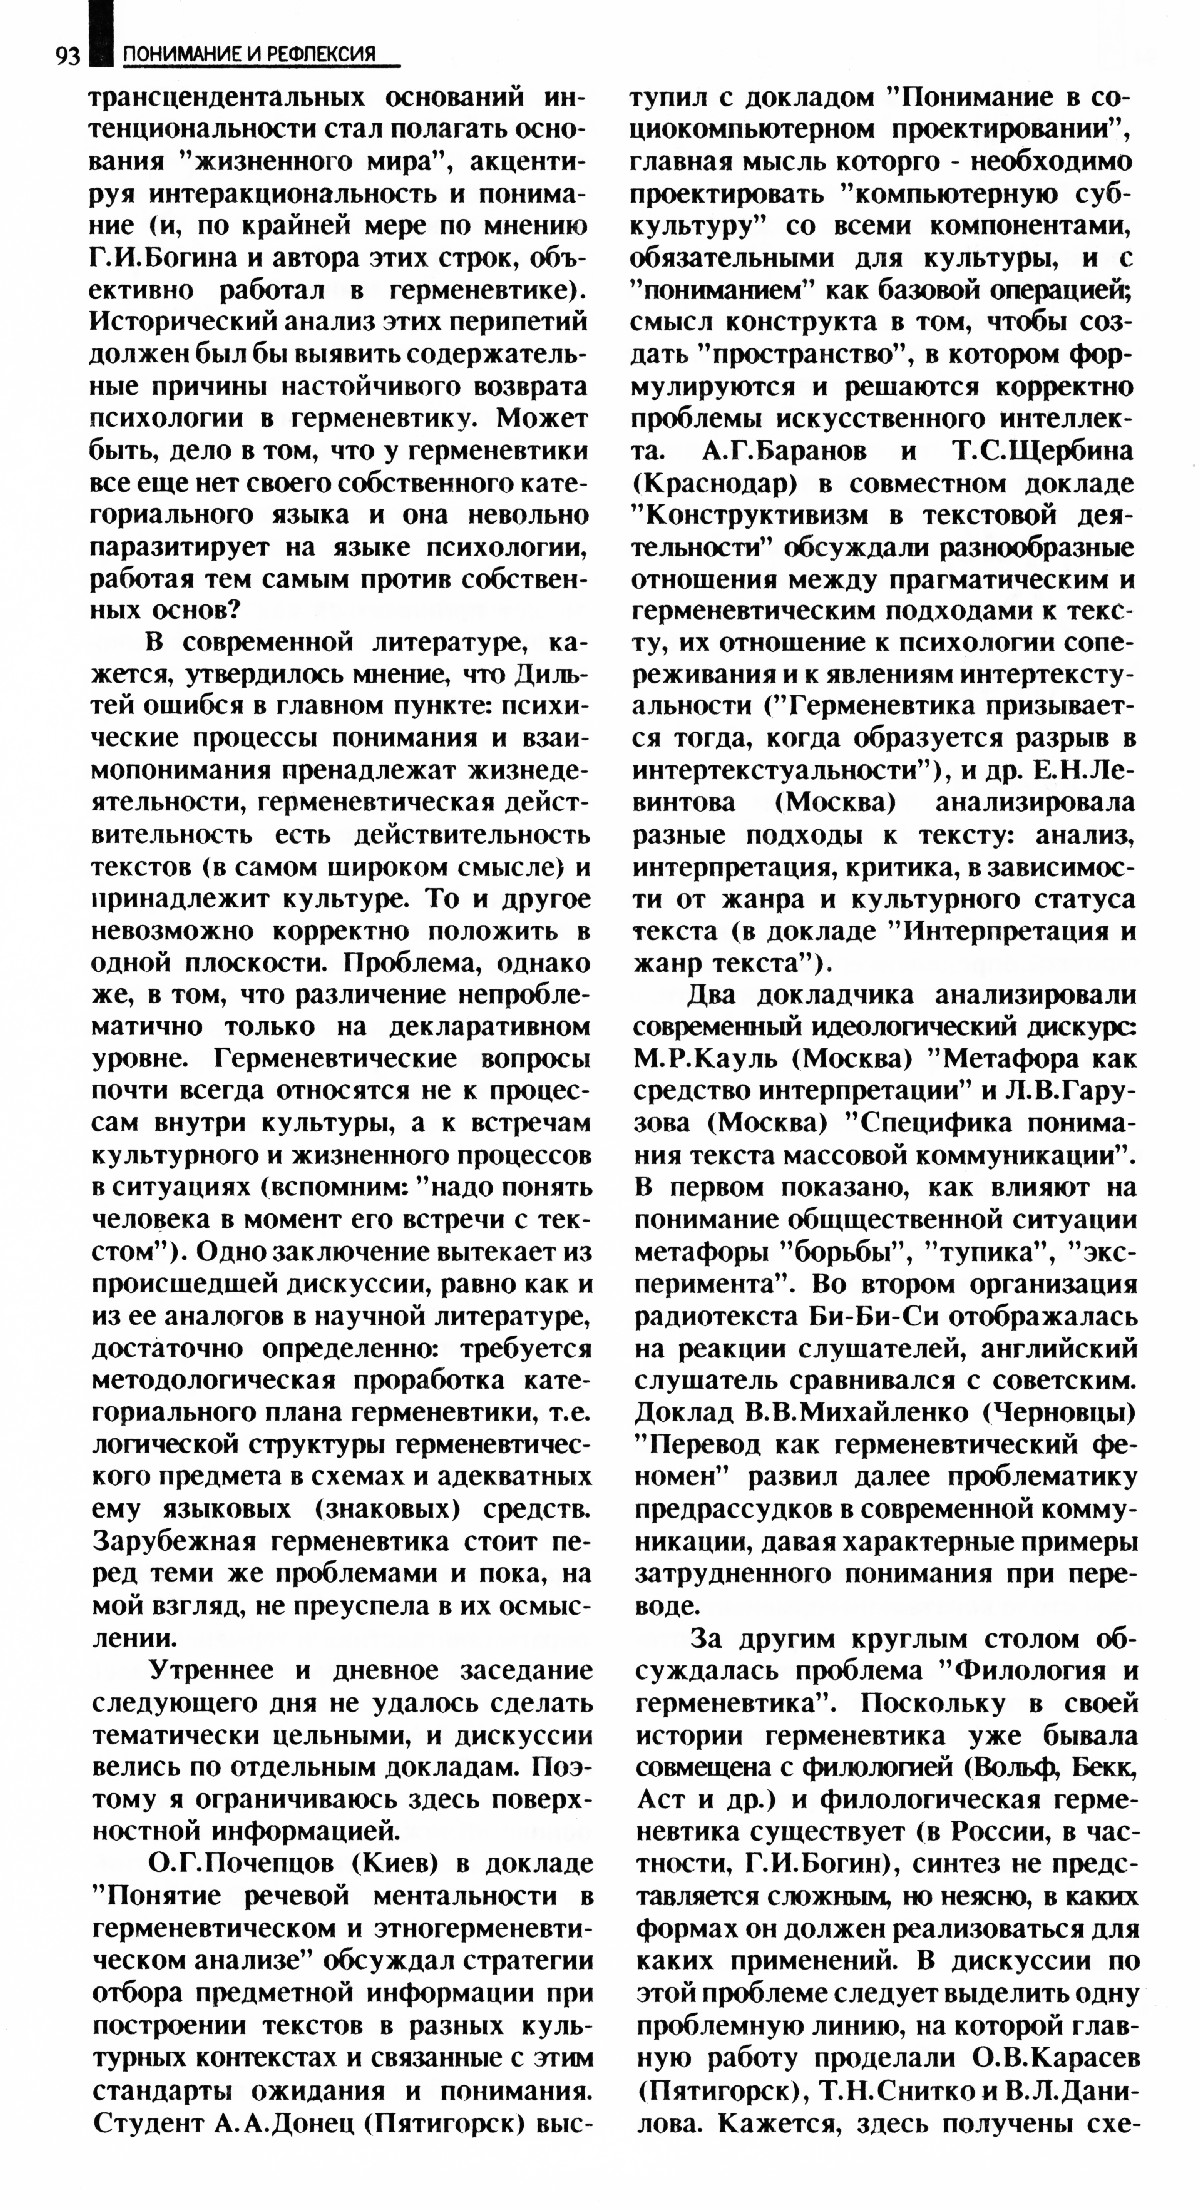 93 ПОНИМАНИЕ И РЕФЛЕКСИЯ
трансцендентальных оснований ин-
тенциональности стал полагать осно-
вания ”жизненного мира”, акценти-
руя интеракциональность и понима-
ние (и, по крайней мере по мнению
Г.И.Богина и автора этих строк, объ-
ективно работал в герменевтике).
Исторический анализ этих перипетий
должен был бы выявить содержатель-
ные причины настойчивого возврата
психологии в герменевтику. Может
быть, дело в том, что у герменевтики
все еще нет своего собственного кате-
гориального языка и она невольно
паразитирует на языке психологии,
работая тем самым против собствен-
ных основ?
В современной литературе, ка-
жется, утвердилось мнение, что Диль-
тей ошибся в главном пункте: психи-
ческие процессы понимания и взаи-
мопонимания пренадлежат жизнеде-
ятельности, герменевтическая дейст-
вительность есть действительность
текстов (в самом широком смысле) и
принадлежит культуре. То и другое
невозможно корректно положить в
одной плоскости. Проблема, однако
же, в том, что различение непробле-
матично только на декларативном
уровне. Герменевтические вопросы
почти всегда относятся не к процес-
сам внутри культуры, а к встречам
культурного и жизненного процессов
в ситуациях (вспомним: ”надо понять
человека в момент его встречи с тек-
стом”). Одно заключение вытекает из
происшедшей дискуссии, равно как и
из ее аналогов в научной литературе,
достаточно определенно: требуется
методологическая проработка кате-
гориального плана герменевтики, т.е.
логической структуры герменевтичес-
кого предмета в схемах и адекватных
ему языковых (знаковых) средств.
Зарубежная герменевтика стоит пе-
ред теми же проблемами и пока, на
мой взгляд, не преуспела в их осмыс-
лении.
Утреннее и дневное заседание
следующего дня не удалось сделать
тематически цельными, и дискуссии
велись по отдельным докладам. Поэ-
тому я ограничиваюсь здесь поверх-
ностной информацией.
О.Г.Почепцов (Киев) в докладе
”Понятие речевой ментальности в
герменевтическом и этногерменевти-
ческом анализе” обсуждал стратегии
отбора предметной информации при
построении текстов в разных куль-
турных контекстах и связанные с этим
стандарты ожидания и понимания.
Студент А.А.Донец (Пятигорск) выс-
тупил с докладом ”Понимание в со-
циокомпьютерном проектировании”,
главная мысль которго - необходимо
проектировать ”компьютерную суб-
культуру” со всеми компонентами,
обязательными для культуры, и с
”пониманием” как базовой операцией;
смысл конструкта в том, чтобы соз-
дать ”пространство”, в котором фор-
мулируются и решаются корректно
проблемы искусственного интеллек-
та. А.Г.Баранов и Т.С.Щербина
(Краснодар) в совместном докладе
”Конструктивизм в текстовой дея-
тельности” обсуждали разнообразные
отношения между прагматическим и
герменевтическим подходами к текс-
ту, их отношение к психологии сопе-
реживания и к явлениям интертексту-
альности (”Герменевтика призывает-
ся тогда, когда образуется разрыв в
интертекстуальности”), и др. Е.Н.Ле-
винтова (Москва) анализировала
разные подходы к тексту: анализ,
интерпретация, критика, в зависимос-
ти от жанра и культурного статуса
текста (в докладе ”Интерпретация и
жанр текста”).
Два докладчика анализировали
современный идеологический дискурс:
М.Р.Кауль (Москва) ”Метафора как
средство интерпретации” и Л.В.Гару-
зова (Москва) ”Специфика понима-
ния текста массовой коммуникации”.
В первом показано, как влияют на
понимание общщественной ситуации
метафоры ”борьбы”, ”тупика”, ”экс-
перимента”. Во втором организация
радиотекста Би-Би-Си отображалась
на реакции слушателей, английский
слушатель сравнивался с советским.
Доклад В.В.Михайленко (Черновцы)
”Перевод как герменевтический фе-
номен” развил далее проблематику
предрассудков в современной комму-
никации, давая характерные примеры
затрудненного понимания при пере-
воде.
За другим круглым столом об-
суждалась проблема ”Филология и
герменевтика”. Поскольку в своей
истории герменевтика уже бывала
совмещена с филологией (Вольф, Бекк,
Аст и др.) и филологическая герме-
невтика существует (в России, в час-
тности, Г.И.Богин), синтез не предс-
тавляется сложным, но неясно, в каких
формах он должен реализоваться для
каких применений. В дискуссии по
этой проблеме следует выделить одну
проблемную линию, на которой глав-
ную работу проделали О.В.Карасев
(Пятигорск), Т.Н.Снитко и В.Л.Дани-
лова. Кажется, здесь получены схе-